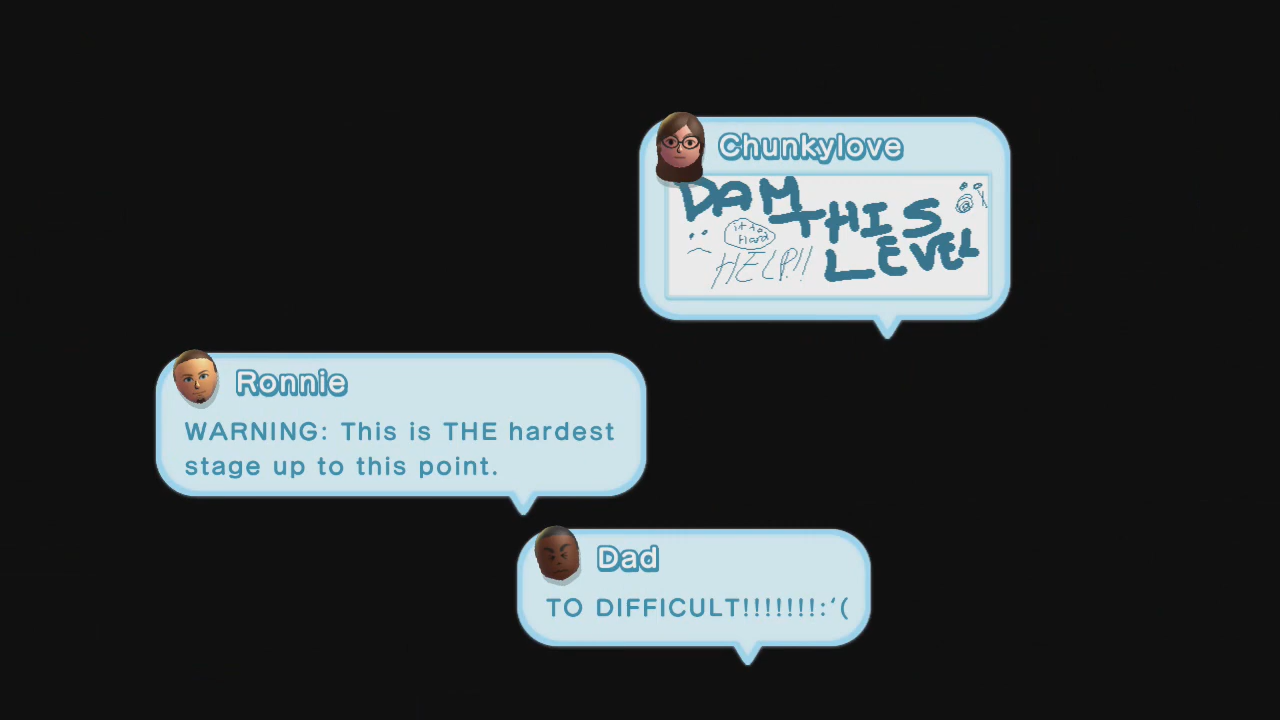 Chunkylove
DAM THIS
LEVEL
it to
Hard
HELP!!
Ronnie
WARNING: This is THE hardest
stage up to this point.
Dad
TO DIFFICULT!!!!!!!:'(